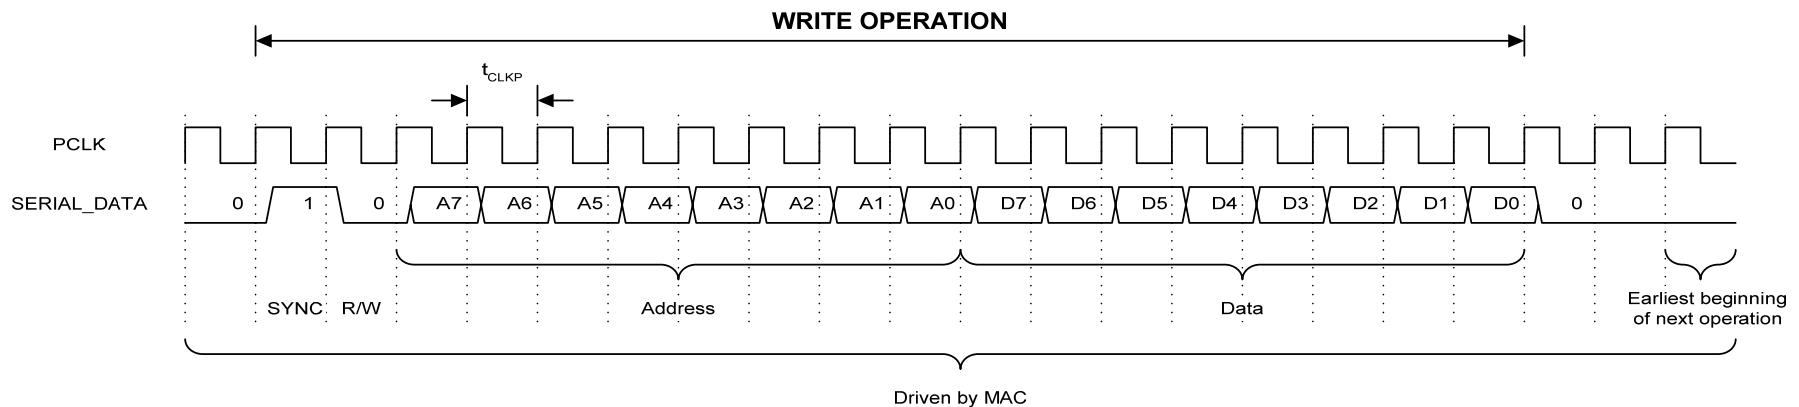 WRITE OPERATION
tCLKP
PCLK
SERIAL_DATA 0 1 0 A7 A6 A5 A4 A3 A2 A1 A0 D7 D6 D5 D4 D3 D2 D1 D0 0
SYNC R/W Address Data Earliest beginning
of next operation
Driven by MAC